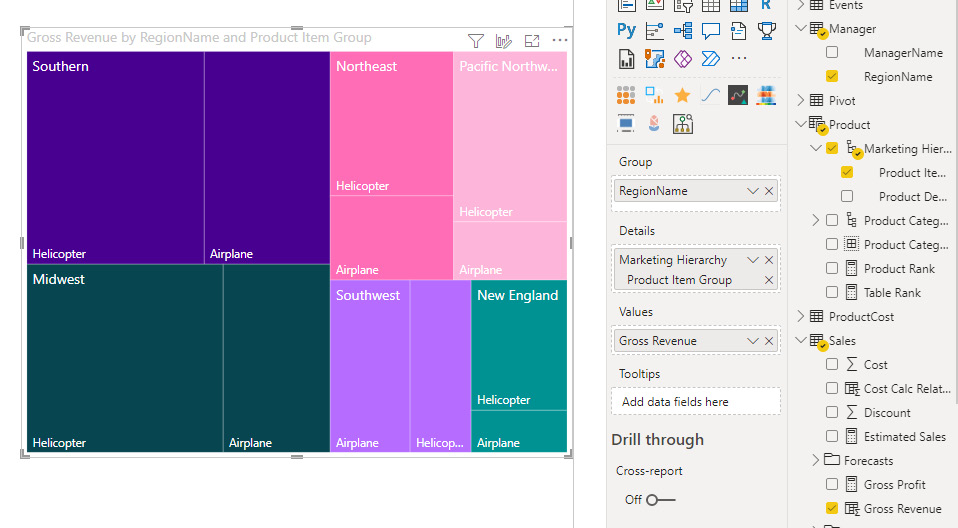 Gross Revenue by RegionName and Product Item Group
Southern
Northeast
Pacific Northw...
Helicopter
Helicopter
Helicopter
Airplane
Airplane
Airplane
Midwest
Southwest
New England
Helicopter
Helicopter
Airplane
Airplane
Helicop...
Airplane
Py
R
Group
RegionName
Details
Marketing Hierarchy
Product Item Group
Values
Gross Revenue
Tooltips
Add data fields here
Drill through
Cross-report
Off
Events
Manager
ManagerName
RegionName
Pivot
Product
Marketing Hier...
Product Ite...
Product De...
Product Categ...
Product Categ...
Product Rank
Table Rank
ProductCost
Sales
Cost
Cost Calc Relat...
Discount
Estimated Sales
Forecasts
Gross Profit
Gross Revenue